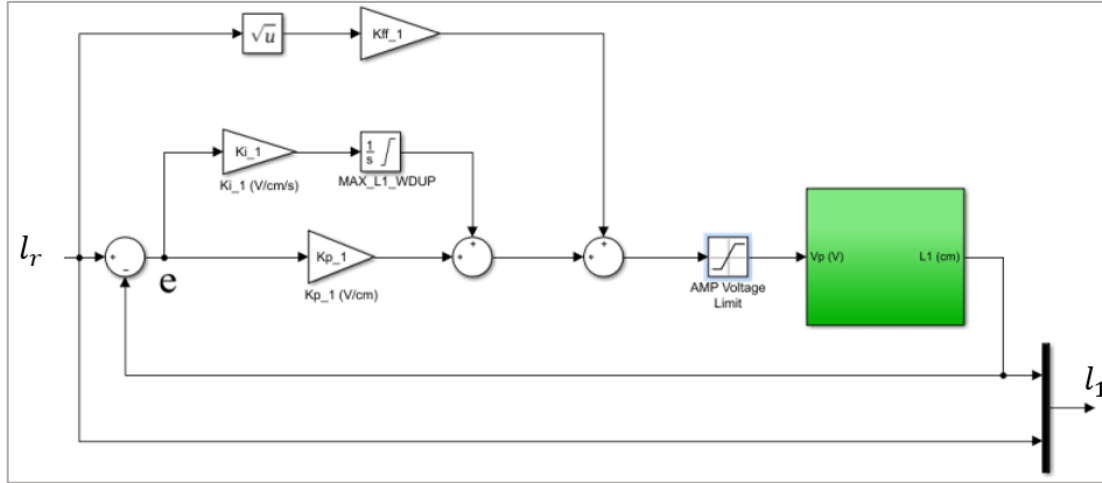 √u
Kff_1
Ki_1
1
s
Ki_1 (V/cm/s)
MAX_L1_WDUP
l_r
+
−
e
Kp_1
Kp_1 (V/cm)
+
+
+
+
AMP Voltage
Limit
Vp (V)
L1 (cm)
l_1